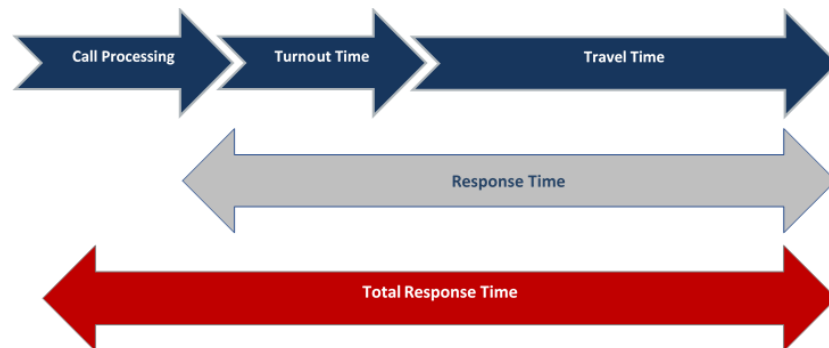 Call Processing
Turnout Time
Travel Time
Response Time
Total Response Time